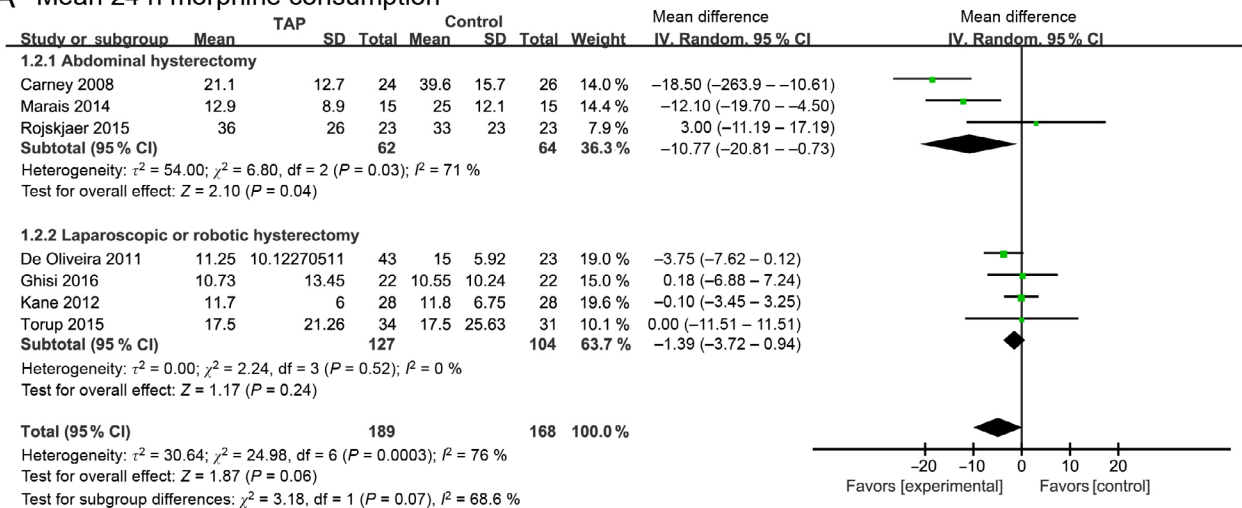 A Mean 24 h morphine consumption
TAP Control Mean difference Mean difference
Study or subgroup Mean SD Total Mean SD Total Weight IV. Random. 95 % CI IV. Random. 95 % CI
1.2.1 Abdominal hysterectomy
Carney 2008 21.1 12.7 24 39.6 15.7 26 14.0 % −18.50 (−263.9 – −10.61)
Marais 2014 12.9 8.9 15 25 12.1 15 14.4 % −12.10 (−19.70 – −4.50)
Rojskjaer 2015 36 26 23 33 23 23 7.9 % 3.00 (−11.19 – 17.19)
Subtotal (95 % CI) 62 64 36.3 % −10.77 (−20.81 – −0.73)
Heterogeneity: τ² = 54.00; χ² = 6.80, df = 2 (P = 0.03); I² = 71 %
Test for overall effect: Z = 2.10 (P = 0.04)
1.2.2 Laparoscopic or robotic hysterectomy
De Oliveira 2011 11.25 10.12270511 43 15 5.92 23 19.0 % −3.75 (−7.62 – 0.12)
Ghisi 2016 10.73 13.45 22 10.55 10.24 22 15.0 % 0.18 (−6.88 – 7.24)
Kane 2012 11.7 6 28 11.8 6.75 28 19.6 % −0.10 (−3.45 – 3.25)
Torup 2015 17.5 21.26 34 17.5 25.63 31 10.1 % 0.00 (−11.51 – 11.51)
Subtotal (95 % CI) 127 104 63.7 % −1.39 (−3.72 – 0.94)
Heterogeneity: τ² = 0.00; χ² = 2.24, df = 3 (P = 0.52); I² = 0 %
Test for overall effect: Z = 1.17 (P = 0.24)
Total (95 % CI) 189 168 100.0 %
Heterogeneity: τ² = 30.64; χ² = 24.98, df = 6 (P = 0.0003); I² = 76 %
Test for overall effect: Z = 1.87 (P = 0.06)
Test for subgroup differences: χ² = 3.18, df = 1 (P = 0.07), I² = 68.6 %
−20 −10 0 10 20
Favors [experimental] Favors [control]